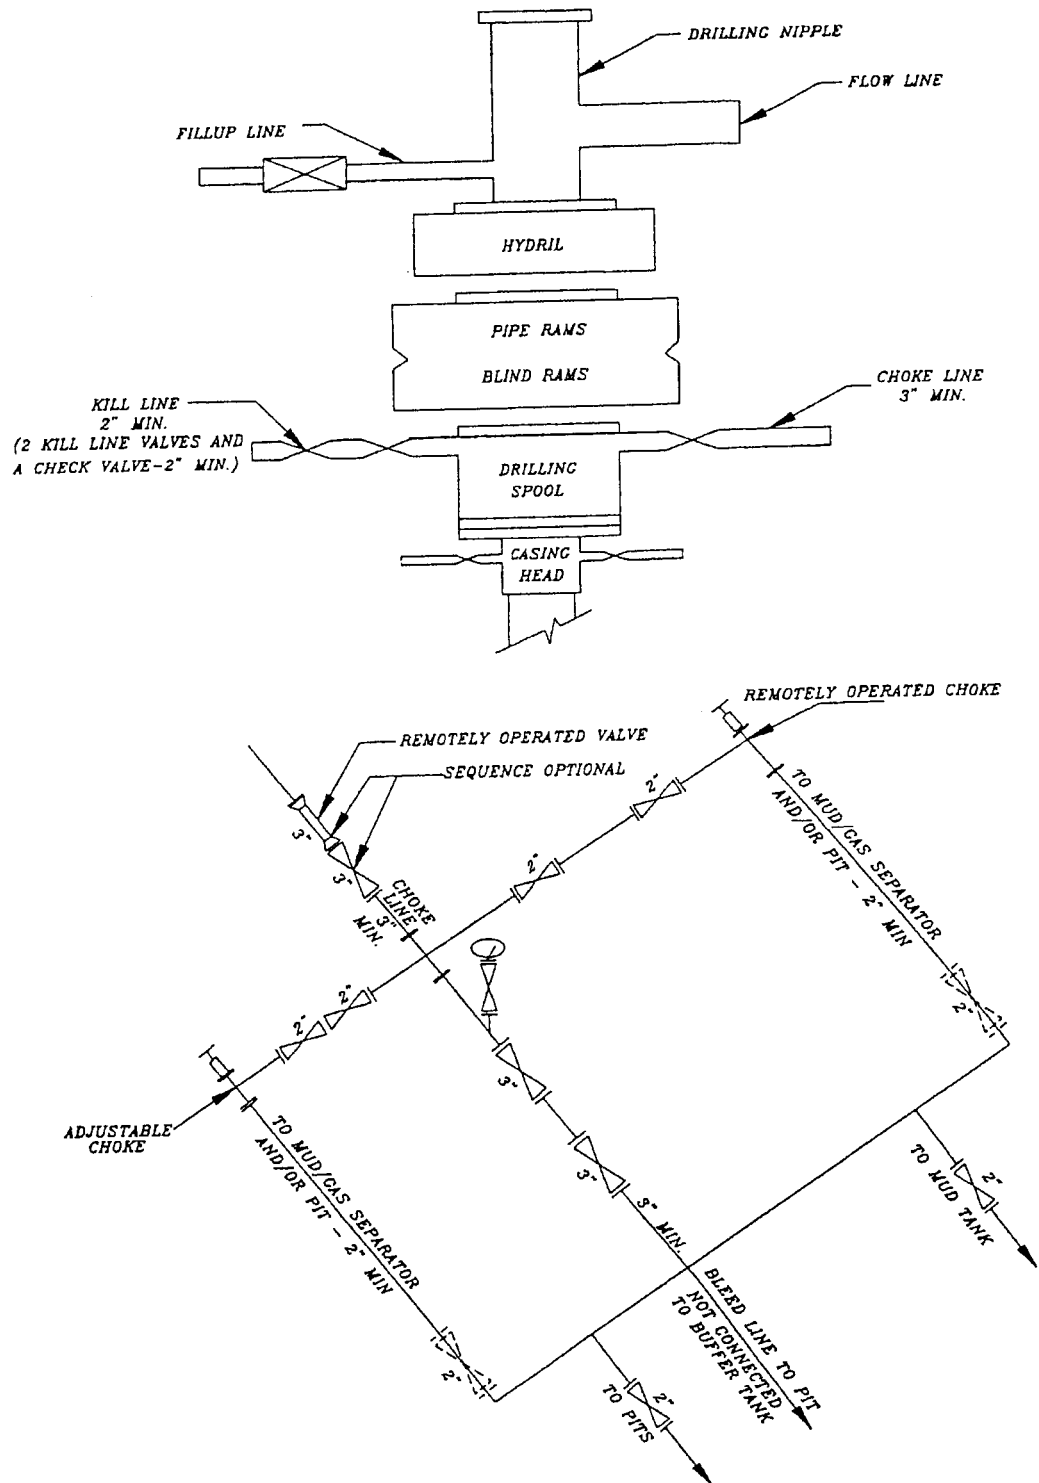 DRILLING NIPPLE
FLOW LINE
FILLUP LINE
HYDRIL
PIPE RAMS
BLIND RAMS
CHOKE LINE
3" MIN.
KILL LINE
2" MIN.
(2 KILL LINE VALVES AND
A CHECK VALVE-2" MIN.)
DRILLING
SPOOL
CASING
HEAD
REMOTELY OPERATED CHOKE
REMOTELY OPERATED VALVE
SEQUENCE OPTIONAL
3"
3"
CHOKE
LINE
3"
MIN.
2"
2"
TO MUD/GAS SEPARATOR
AND/OR PIT - 2" MIN
2"
2"
2"
ADJUSTABLE
CHOKE
TO MUD/GAS SEPARATOR
AND/OR PIT - 2" MIN
2"
3"
3"
3" MIN.
2"
TO MUD TANK
BLEED LINE TO PIT
NOT CONNECTED
TO BUFFER TANK
2"
TO PITS